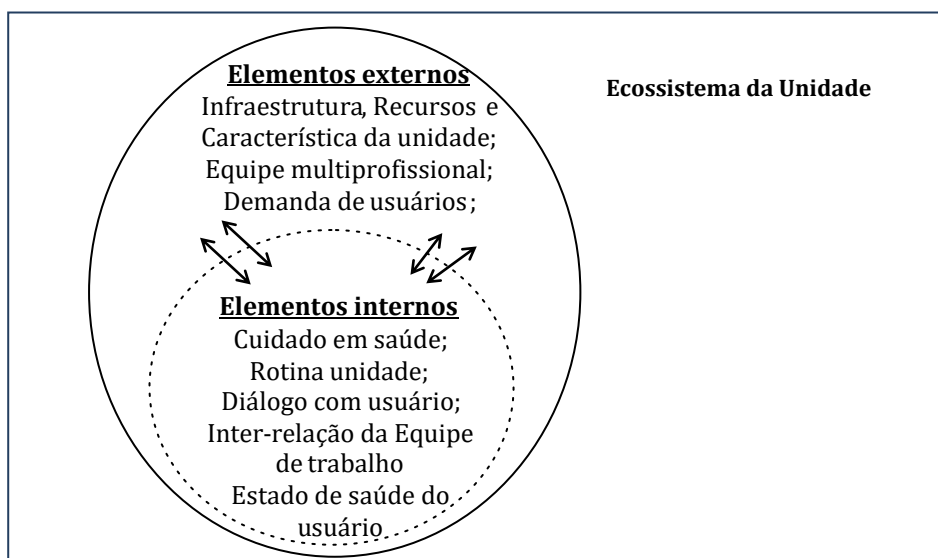 Elementos externos
Infraestrutura, Recursos e
Característica da unidade;
Equipe multiprofissional;
Demanda de usuários;
Ecossistema da Unidade
Elementos internos
Cuidado em saúde;
Rotina unidade;
Diálogo com usuário;
Inter-relação da Equipe
de trabalho
Estado de saúde do
usuário